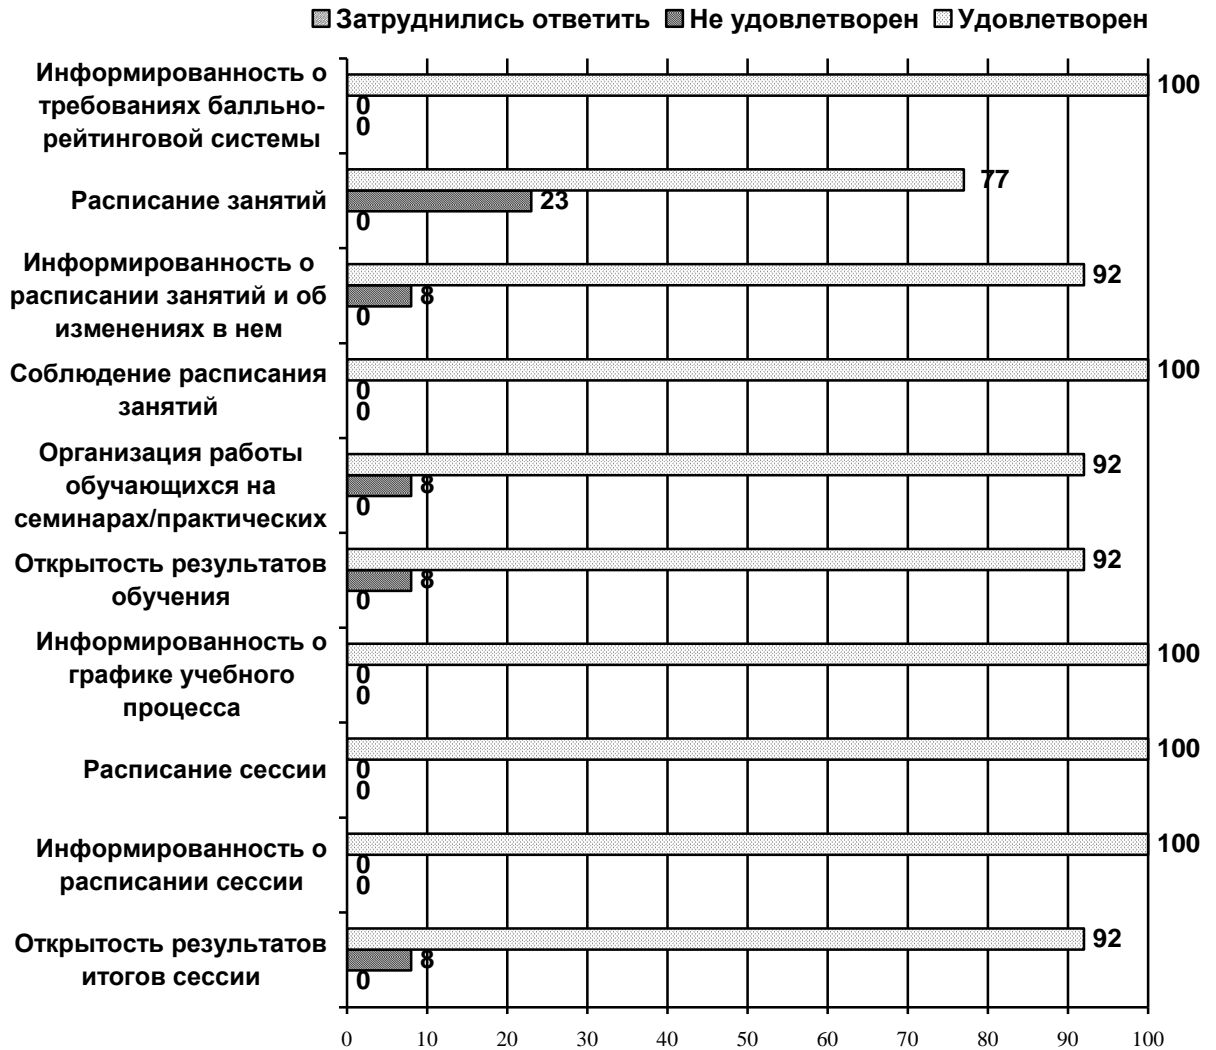 Затруднились ответить Не удовлетворен Удовлетворен
Информированность о
требованиях балльно-
рейтинговой системы
100
0
0
Расписание занятий
77
23
0
Информированность о
расписании занятий и об
изменениях в нем
92
8
0
Соблюдение расписания
занятий
100
0
0
Организация работы
обучающихся на
семинарах/практических
92
8
0
Открытость результатов
обучения
92
8
0
Информированность о
графике учебного
процесса
100
0
0
Расписание сессии
100
0
0
Информированность о
расписании сессии
100
0
0
Открытость результатов
итогов сессии
92
8
0
0 10 20 30 40 50 60 70 80 90 100